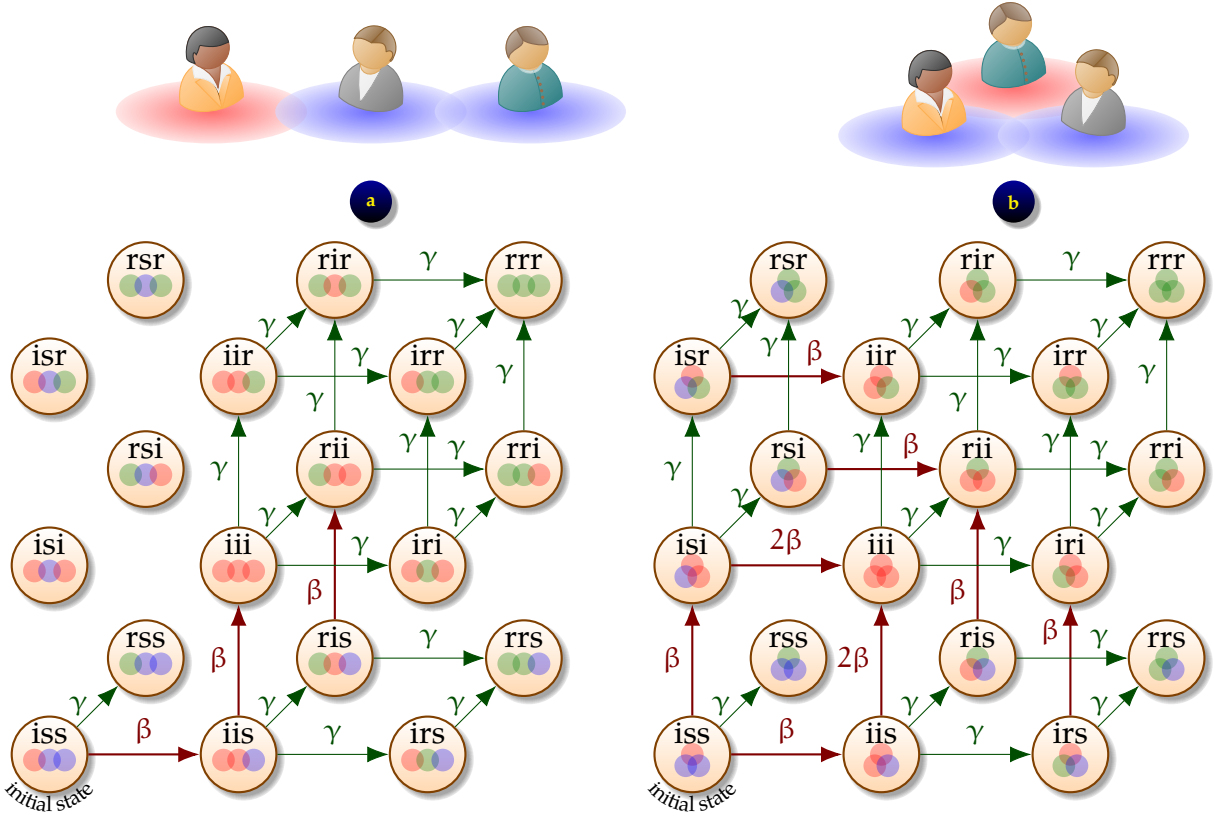 a b
rsr rir γ rrr rsr rir γ rrr
γ γ γ γ γ
isr iir γ irr γ isr γ β iir γ irr γ
γ γ
rsi γ rii γ γ rri γ rsi β γ rii γ γ rri
γ γ γ γ γ
isi iii γ iri isi 2β iii γ iri
β β
rss β ris γ rrs β rss 2β ris β γ rrs
γ γ γ γ γ γ
iss β iis γ irs iss β iis γ irs
initial state initial state